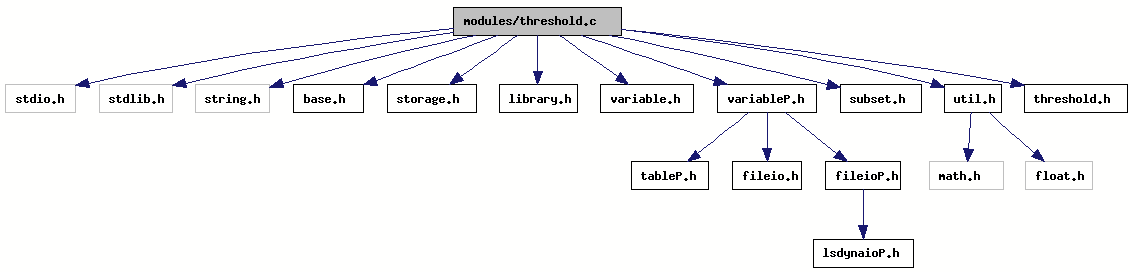 modules/threshold.c
stdio.h
stdlib.h
string.h
base.h
storage.h
library.h
variable.h
variableP.h
subset.h
util.h
threshold.h
tableP.h
fileio.h
fileioP.h
math.h
float.h
lsdynaioP.h